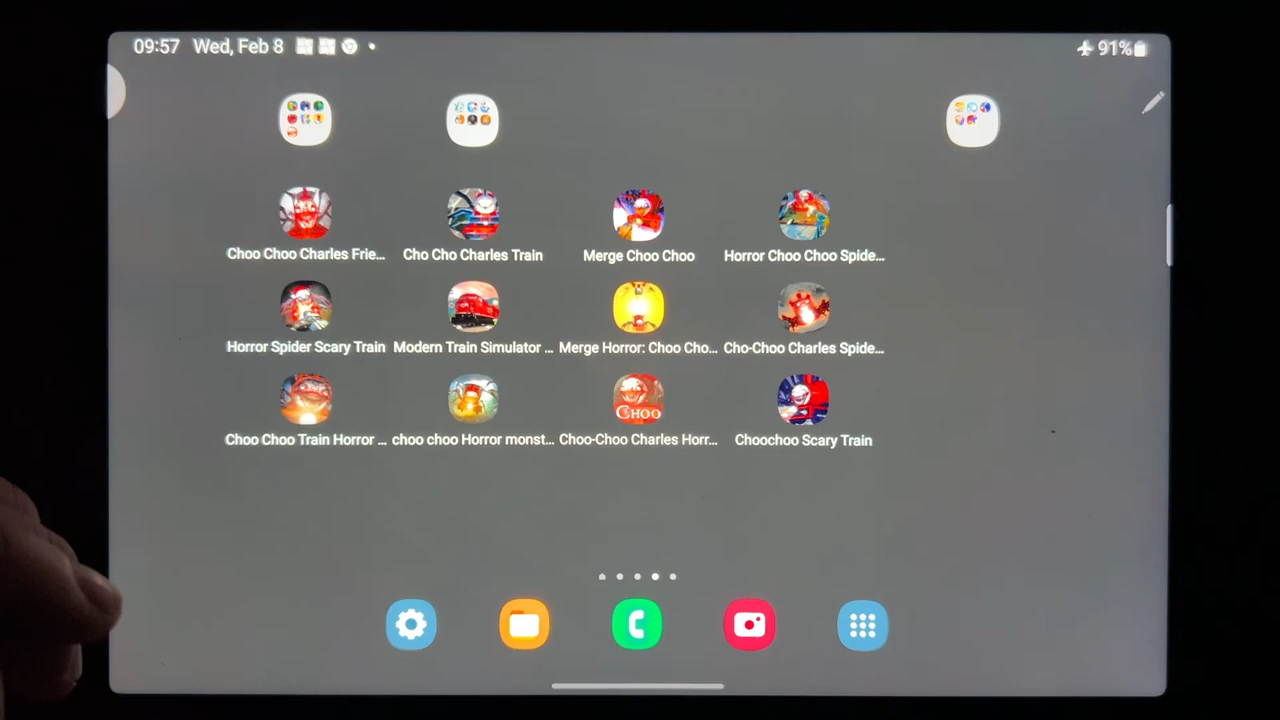 09:57 Wed, Feb 8
91%
Choo Choo Charles Frie...
Cho Cho Charles Train
Merge Choo Choo
Horror Choo Choo Spide...
Horror Spider Scary Train
Modern Train Simulator ...
Merge Horror: Choo Cho...
Cho-Choo Charles Spide...
CHOO
Choo Choo Train Horror ...
choo choo Horror monst...
Choo-Choo Charles Horr...
Choochoo Scary Train